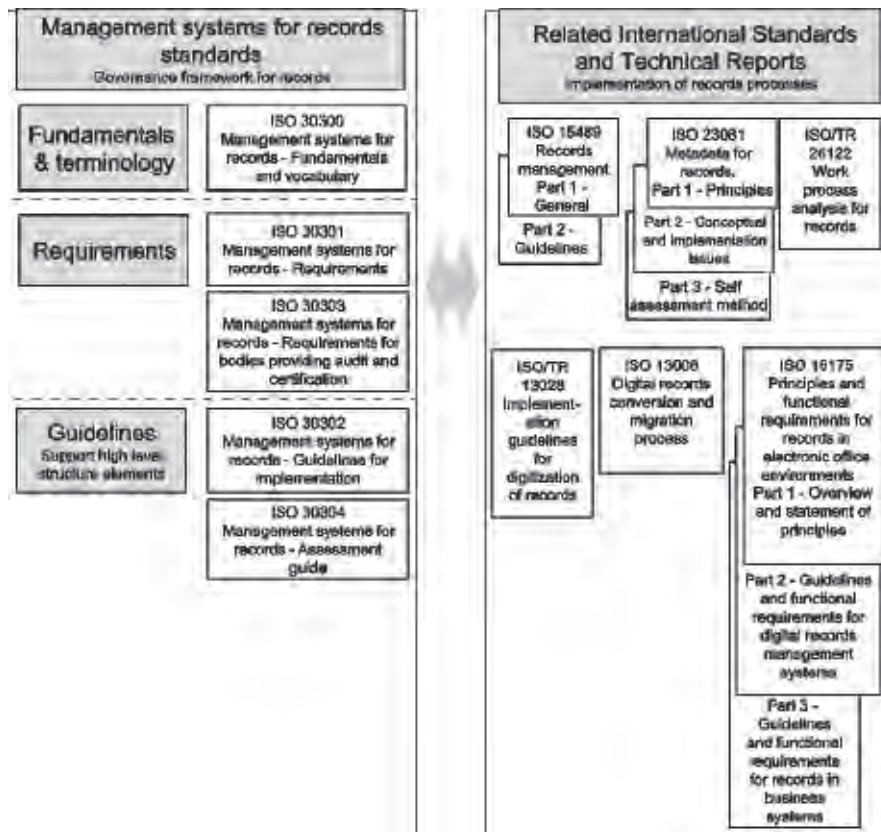 Management systems for records
standards
Governance framework for records
Fundamentals
& terminology
ISO 30300
Management systems for
records - Fundamentals
and vocabulary
Requirements
ISO 30301
Management systems for
records - Requirements
ISO 30303
Management systems for
records - Requirements for
bodies providing audit and
certification
Guidelines
Support high level
structure elements
ISO 30302
Management systems for
records - Guidelines for
implementation
ISO 30304
Management systems for
records - Assessment
guide
Related International Standards
and Technical Reports
Implementation of records processes
ISO 15489
Records
management
Part 1 -
General
Part 2 -
Guidelines
ISO 23081
Metadata for
records.
Part 1 - Principles
Part 2 - Conceptual
and implementation
issues
Part 3 - Self
assessment method
ISO/TR
26122
Work
process
analysis for
records
ISO/TR
13028
Implement-
ation
guidelines
for
digitization
of records
ISO 13008
Digital records
conversion and
migration
process
ISO 16175
Principles and
functional
requirements for
records in
electronic office
environments
Part 1 - Overview
and statement of
principles
Part 2 - Guidelines
and functional
requirements for
digital records
management
systems
Part 3 -
Guidelines
and functional
requirements
for records in
business
systems